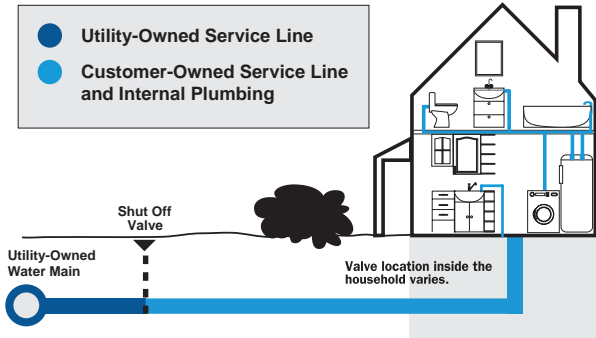 Utility-Owned Service Line
Customer-Owned Service Line
and Internal Plumbing
Shut Off
Valve
Utility-Owned
Water Main
Valve location inside the
household varies.